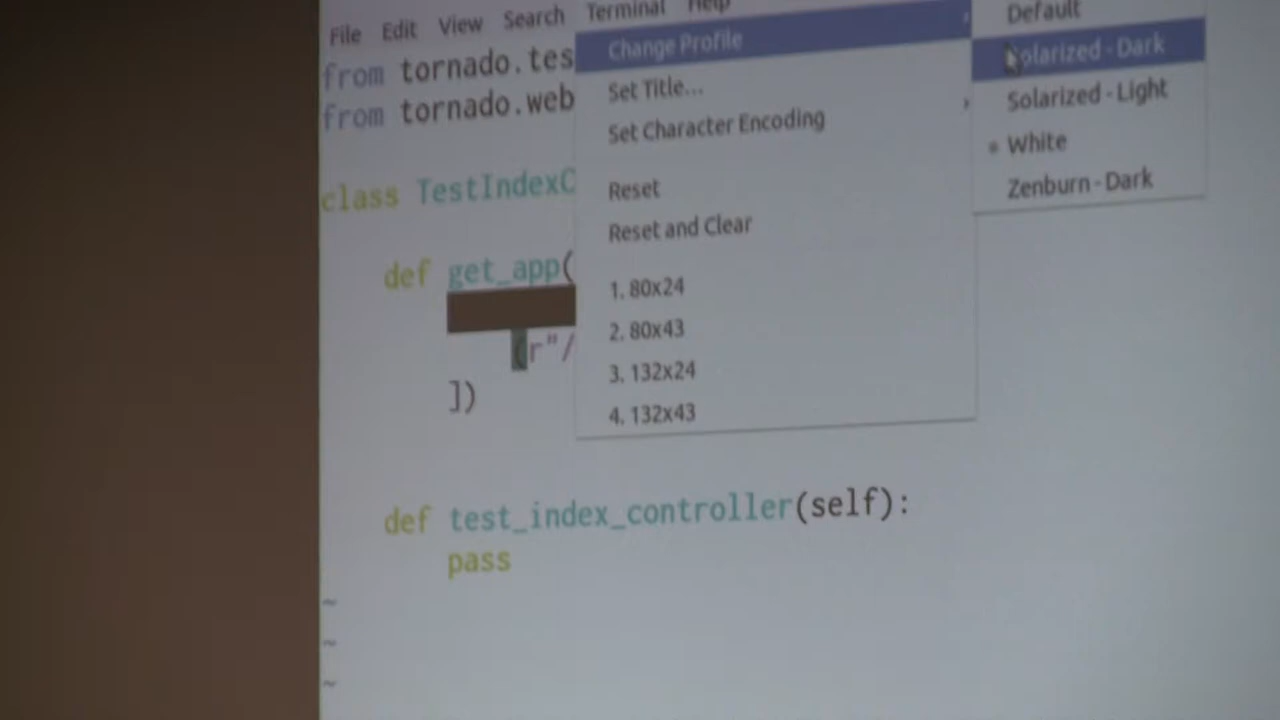 File Edit View Search Terminal Help
from tornado.tes
from tornado.web
class TestIndexC
def get_app(
(r"/
])
def test_index_controller(self):
pass
~
~
~
Change Profile
Set Title...
Set Character Encoding
Reset
Reset and Clear
1. 80x24
2. 80x43
3. 132x24
4. 132x43
Default
Solarized - Dark
Solarized - Light
White
Zenburn - Dark